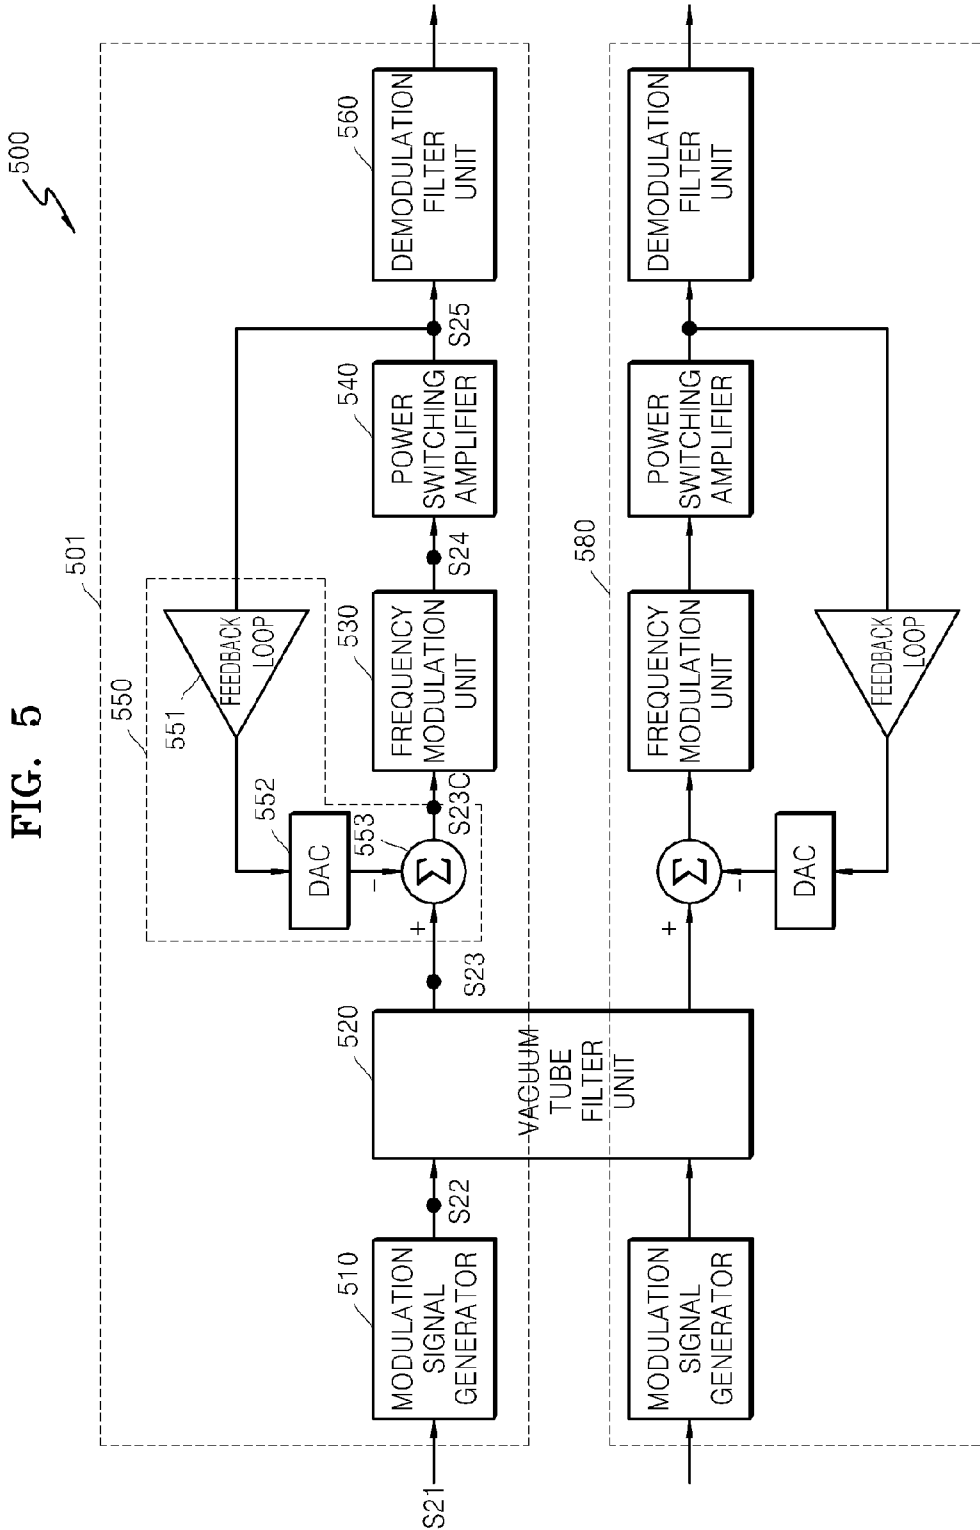 FIG. 5
500
501
550
551
FEEDBACK
LOOP
552
DAC
553
-
+
Σ
S21
510
MODULATION
SIGNAL
GENERATOR
S22
520
VACUUM
TUBE
FILTER
UNIT
S23
S23C
530
FREQUENCY
MODULATION
UNIT
S24
540
POWER
SWITCHING
AMPLIFIER
S25
560
DEMODULATION
FILTER
UNIT
580
MODULATION
SIGNAL
GENERATOR
+
Σ
-
DAC
FREQUENCY
MODULATION
UNIT
POWER
SWITCHING
AMPLIFIER
DEMODULATION
FILTER
UNIT
FEEDBACK
LOOP